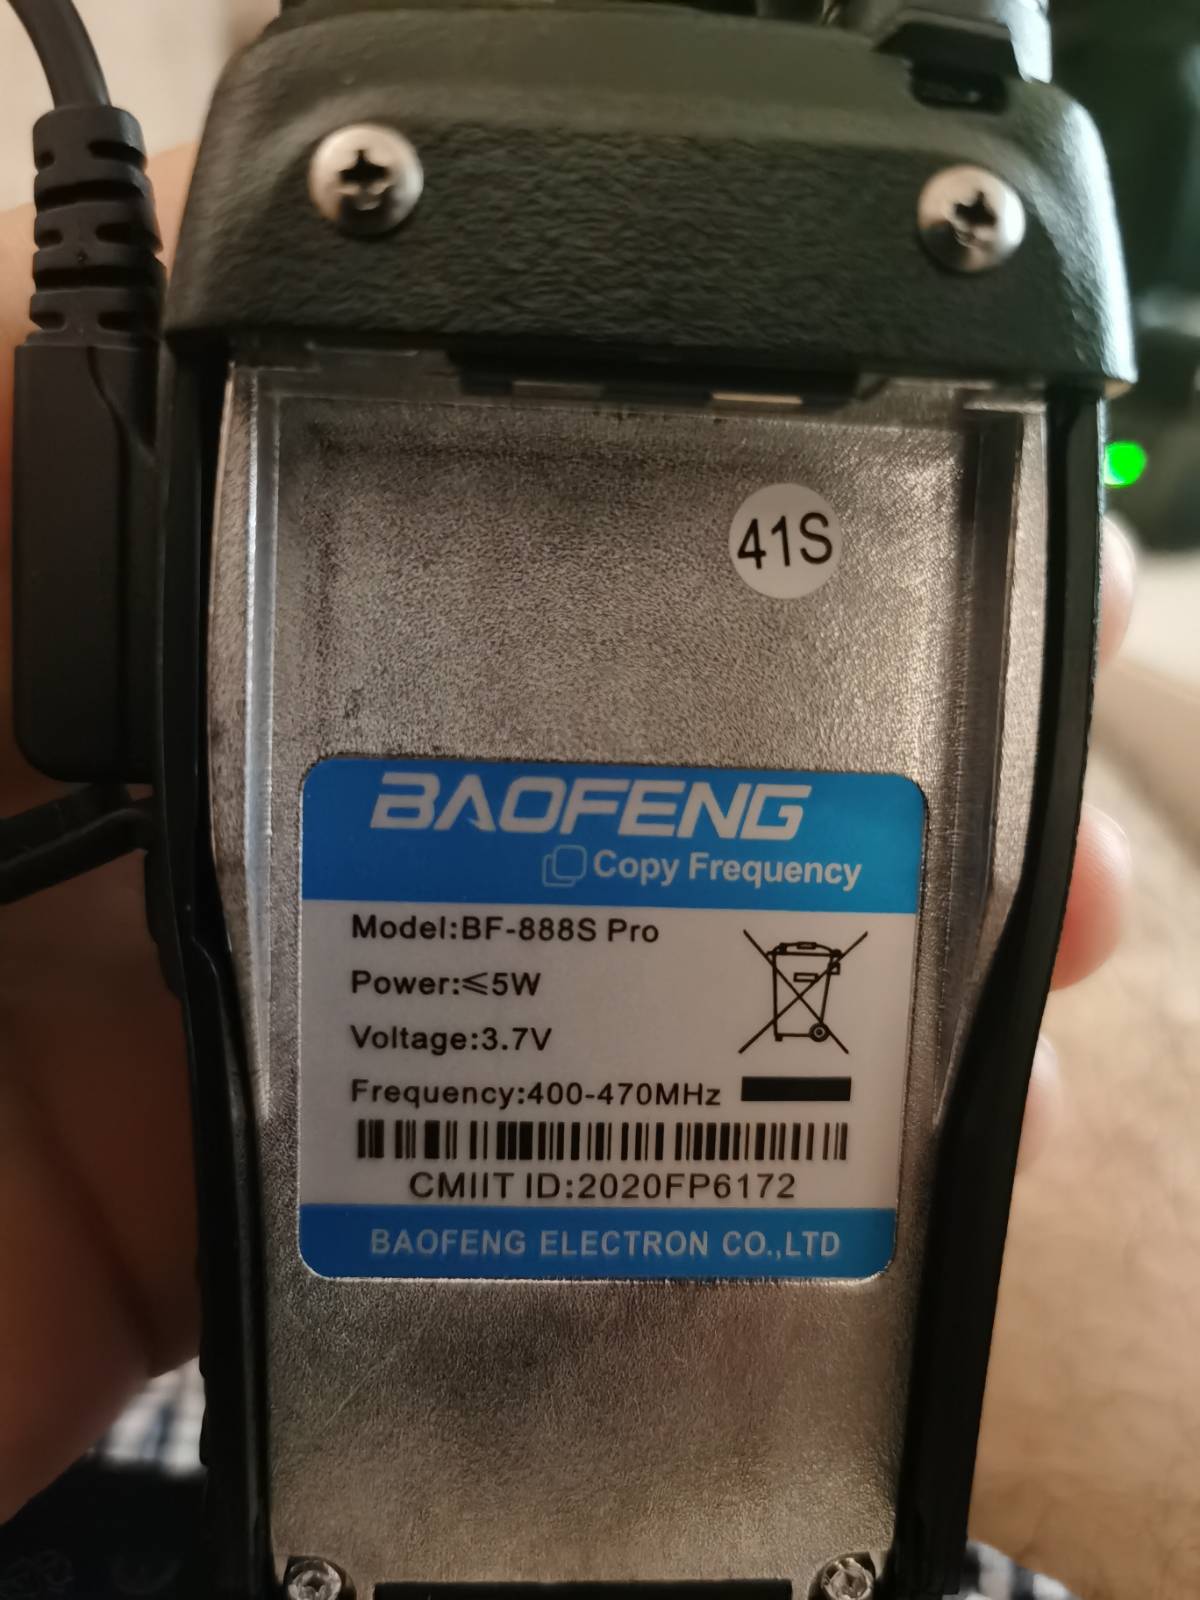 41S
BAOFENG
Copy Frequency
Model:BF-888S Pro
Power:⩽5W
Voltage:3.7V
Frequency:400-470MHz
CMIIT ID:2020FP6172
BAOFENG ELECTRON CO.,LTD